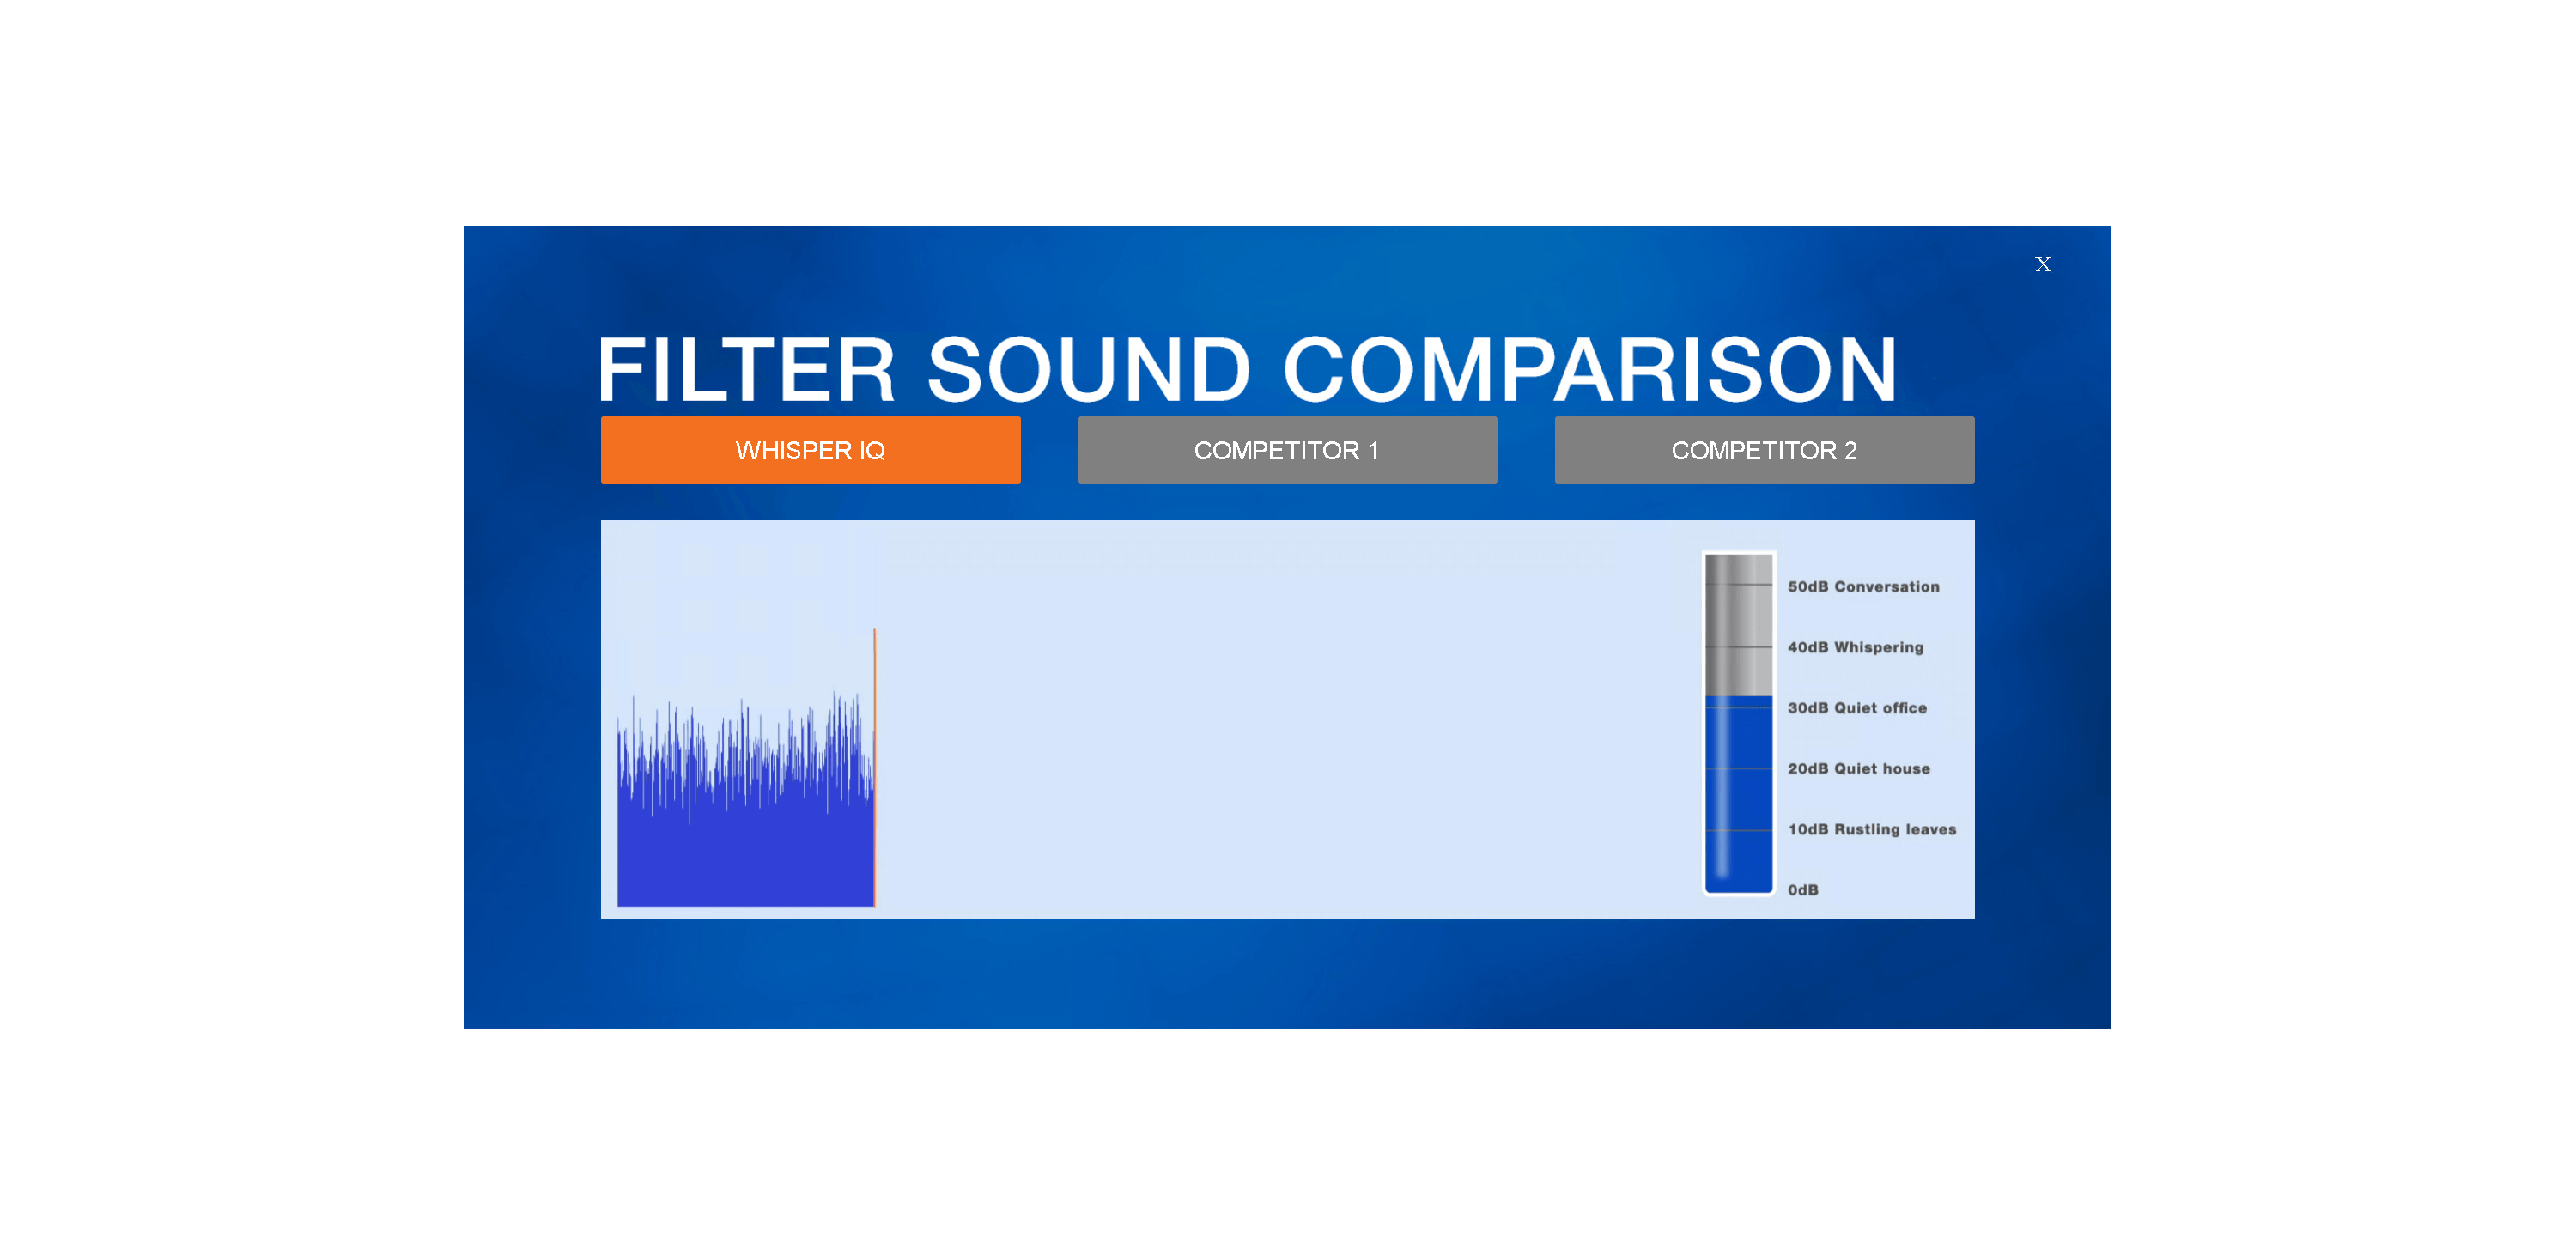 X
FILTER SOUND COMPARISON
WHISPER IQ
COMPETITOR 1
COMPETITOR 2
50dB Conversation
40dB Whispering
30dB Quiet office
20dB Quiet house
10dB Rustling leaves
0dB